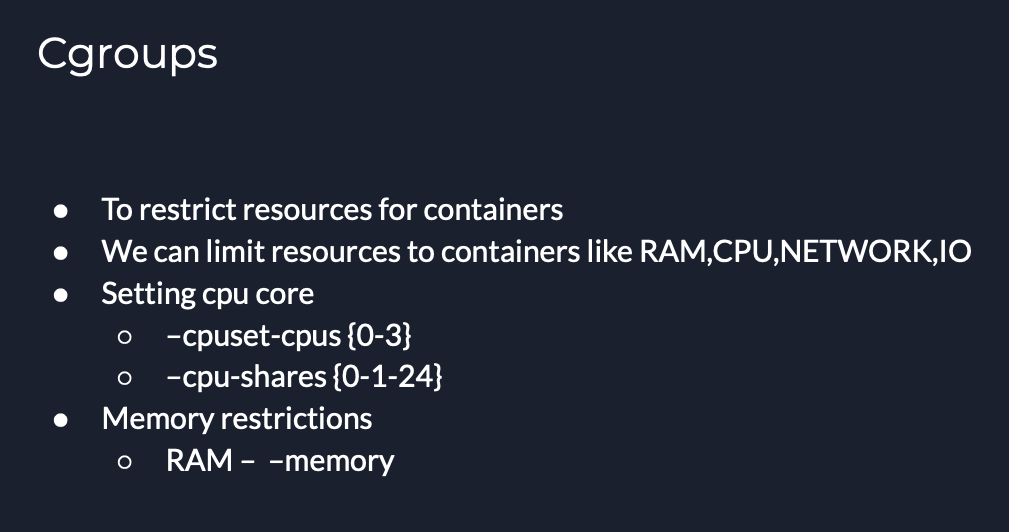 Cgroups
● To restrict resources for containers
● We can limit resources to containers like RAM,CPU,NETWORK,IO
● Setting cpu core
○ –cpuset-cpus {0-3}
○ –cpu-shares {0-1-24}
● Memory restrictions
○ RAM – –memory